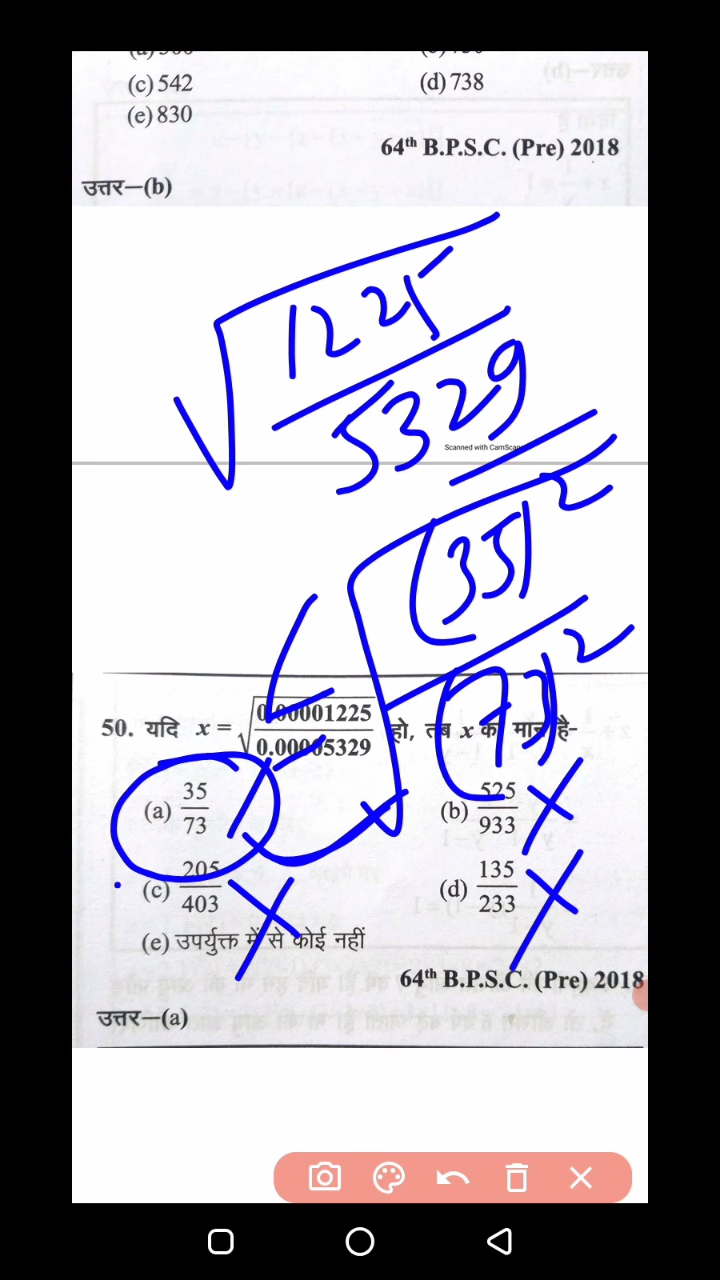 (c) 542
(d) 738
(e) 830
64th B.P.S.C. (Pre) 2018
उत्तर–(b)
√1225
5329
Scanned with CamScan
√(35)2
(73)2
50. यदि x = √0.00001225/0.00005329 हो, तब x का मान है-
(a) 35/73
(b) 525/933
(c) 205/403
(d) 135/233
(e) उपर्युक्त में से कोई नहीं
64th B.P.S.C. (Pre) 2018
उत्तर–(a)